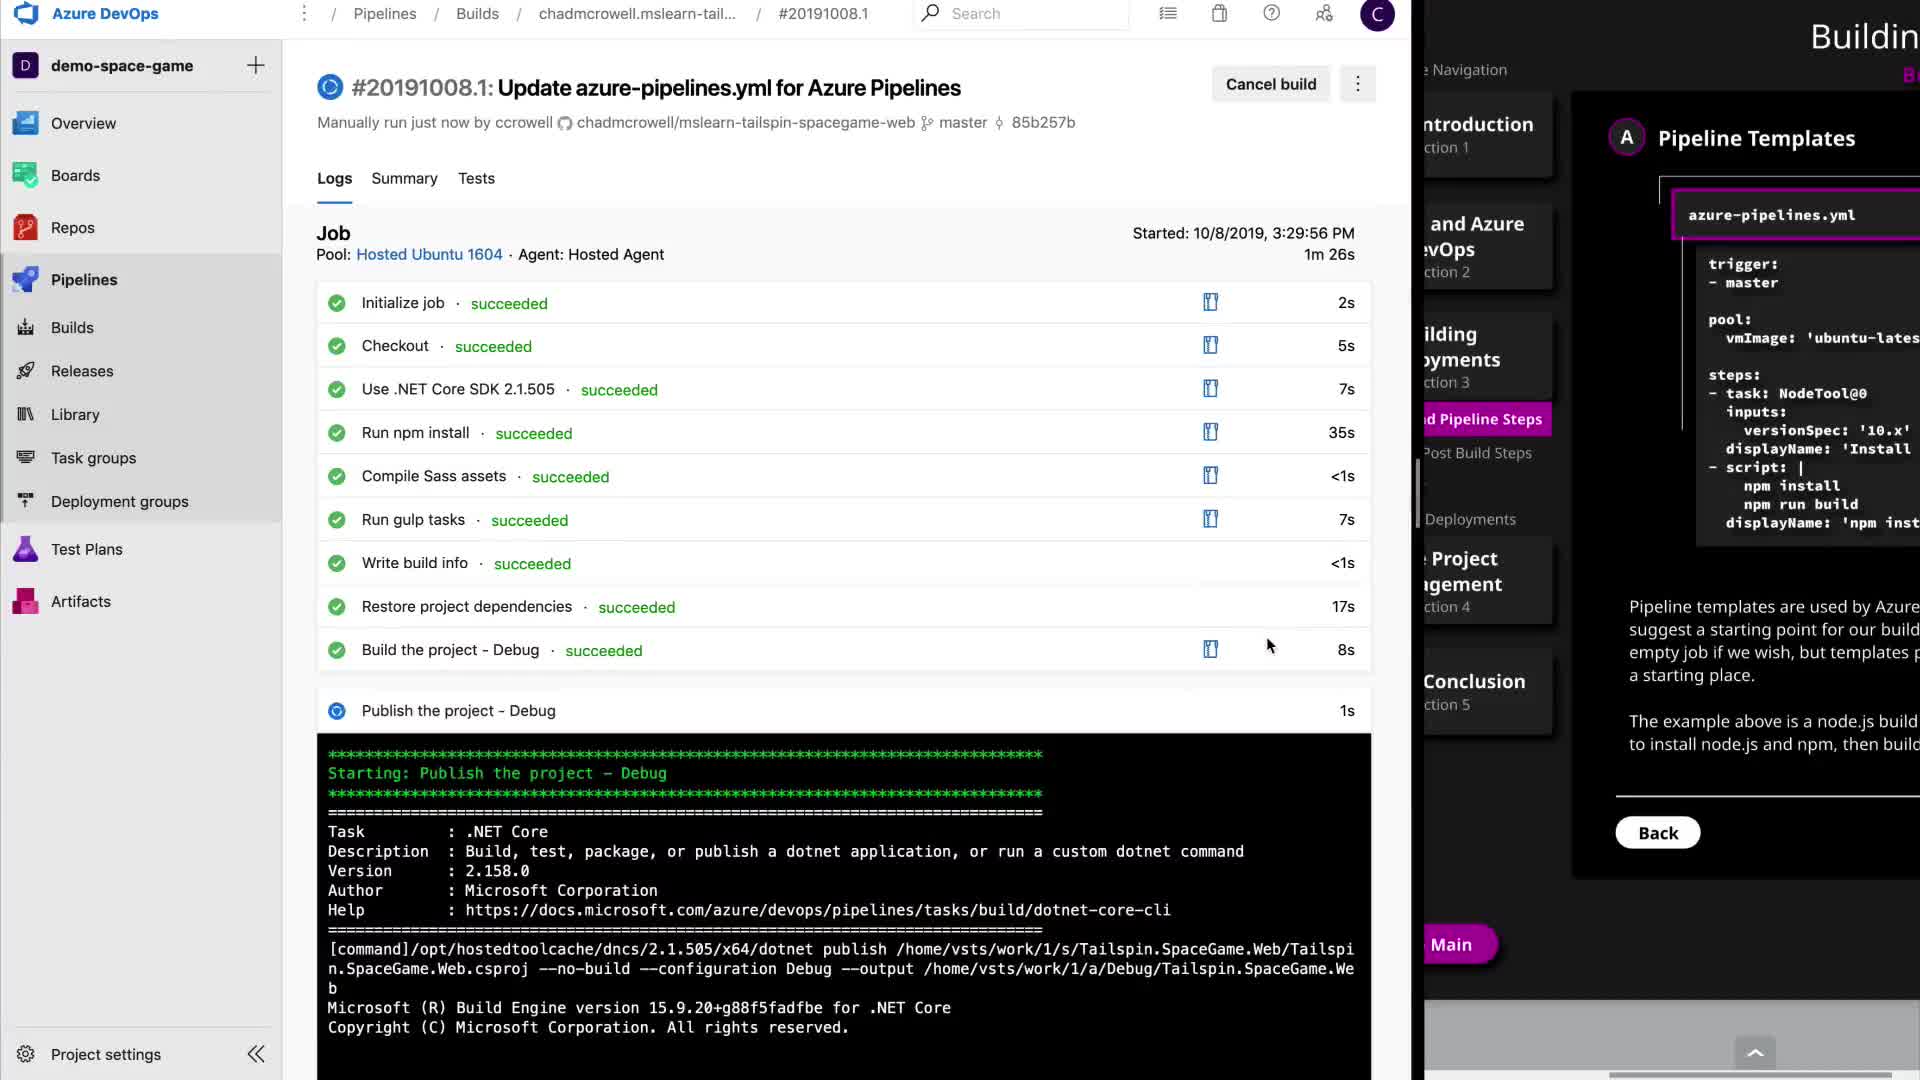 Azure DevOps
/ Pipelines / Builds / chadmcrowell.mslearn-tail... / #20191008.1
Search
C
D demo-space-game
Overview
Boards
Repos
Pipelines
Builds
Releases
Library
Task groups
Deployment groups
Test Plans
Artifacts
Project settings
#20191008.1: Update azure-pipelines.yml for Azure Pipelines
Cancel build
Manually run just now by ccrowell chadmcrowell/mslearn-tailspin-spacegame-web master 85b257b
Logs Summary Tests
Job
Started: 10/8/2019, 3:29:56 PM
Pool: Hosted Ubuntu 1604 · Agent: Hosted Agent
1m 26s
Initialize job · succeeded 2s
Checkout · succeeded 5s
Use .NET Core SDK 2.1.505 · succeeded 7s
Run npm install · succeeded 35s
Compile Sass assets · succeeded <1s
Run gulp tasks · succeeded 7s
Write build info · succeeded <1s
Restore project dependencies · succeeded 17s
Build the project - Debug · succeeded 8s
Publish the project - Debug 1s
******************************************************************************
Starting: Publish the project - Debug
******************************************************************************
==============================================================================
Task         : .NET Core
Description  : Build, test, package, or publish a dotnet application, or run a custom dotnet command
Version      : 2.158.0
Author       : Microsoft Corporation
Help         : https://docs.microsoft.com/azure/devops/pipelines/tasks/build/dotnet-core-cli
==============================================================================
[command]/opt/hostedtoolcache/dncs/2.1.505/x64/dotnet publish /home/vsts/work/1/s/Tailspin.SpaceGame.Web/Tailspi
n.SpaceGame.Web.csproj --no-build --configuration Debug --output /home/vsts/work/1/a/Debug/Tailspin.SpaceGame.We
b
Microsoft (R) Build Engine version 15.9.20+g88f5fadfbe for .NET Core
Copyright (C) Microsoft Corporation. All rights reserved.
Buildin
B
e Navigation
ntroduction
ction 1
and Azure
evOps
ction 2
ilding
oyments
ction 3
d Pipeline Steps
Post Build Steps
Deployments
e Project
agement
ction 4
Conclusion
ction 5
Main
A Pipeline Templates
azure-pipelines.yml
trigger:
- master
pool:
vmImage: 'ubuntu-lates
steps:
- task: NodeTool@0
inputs:
versionSpec: '10.x'
displayName: 'Install
- script: |
npm install
npm run build
displayName: 'npm inst
Pipeline templates are used by Azure
suggest a starting point for our build
empty job if we wish, but templates p
a starting place.
The example above is a node.js build
to install node.js and npm, then build
Back